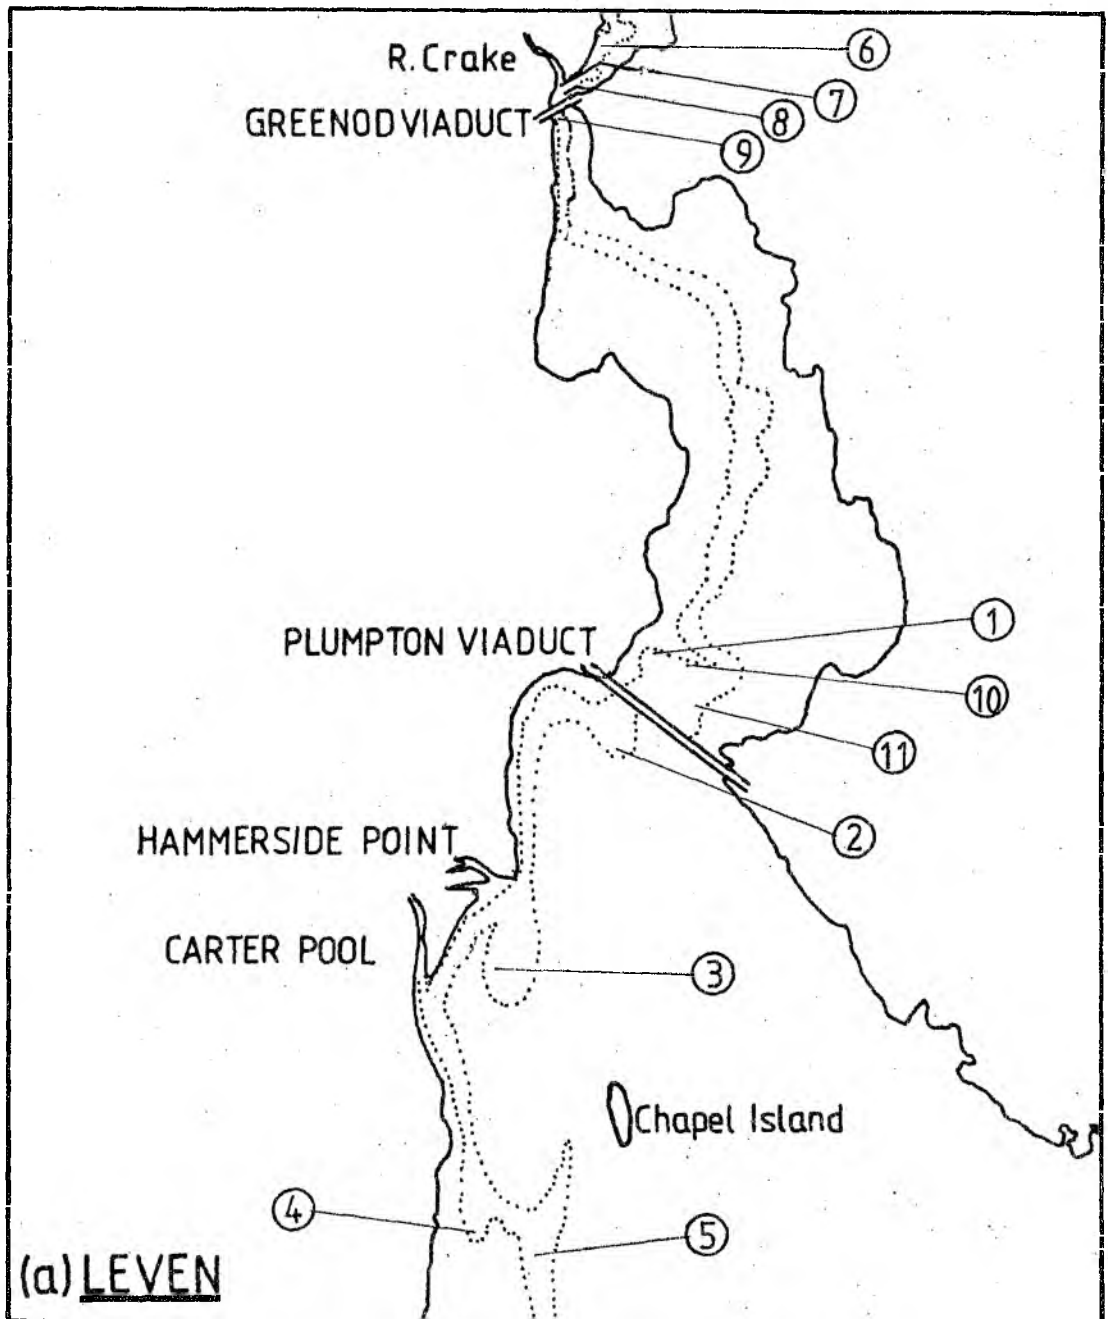 R. Crake
⑥
⑦
GREENOD VIADUCT
⑧
⑨
①
PLUMPTON VIADUCT
⑩
⑪
②
HAMMERSIDE POINT
CARTER POOL
③
Chapel Island
④
⑤
(a) LEVEN